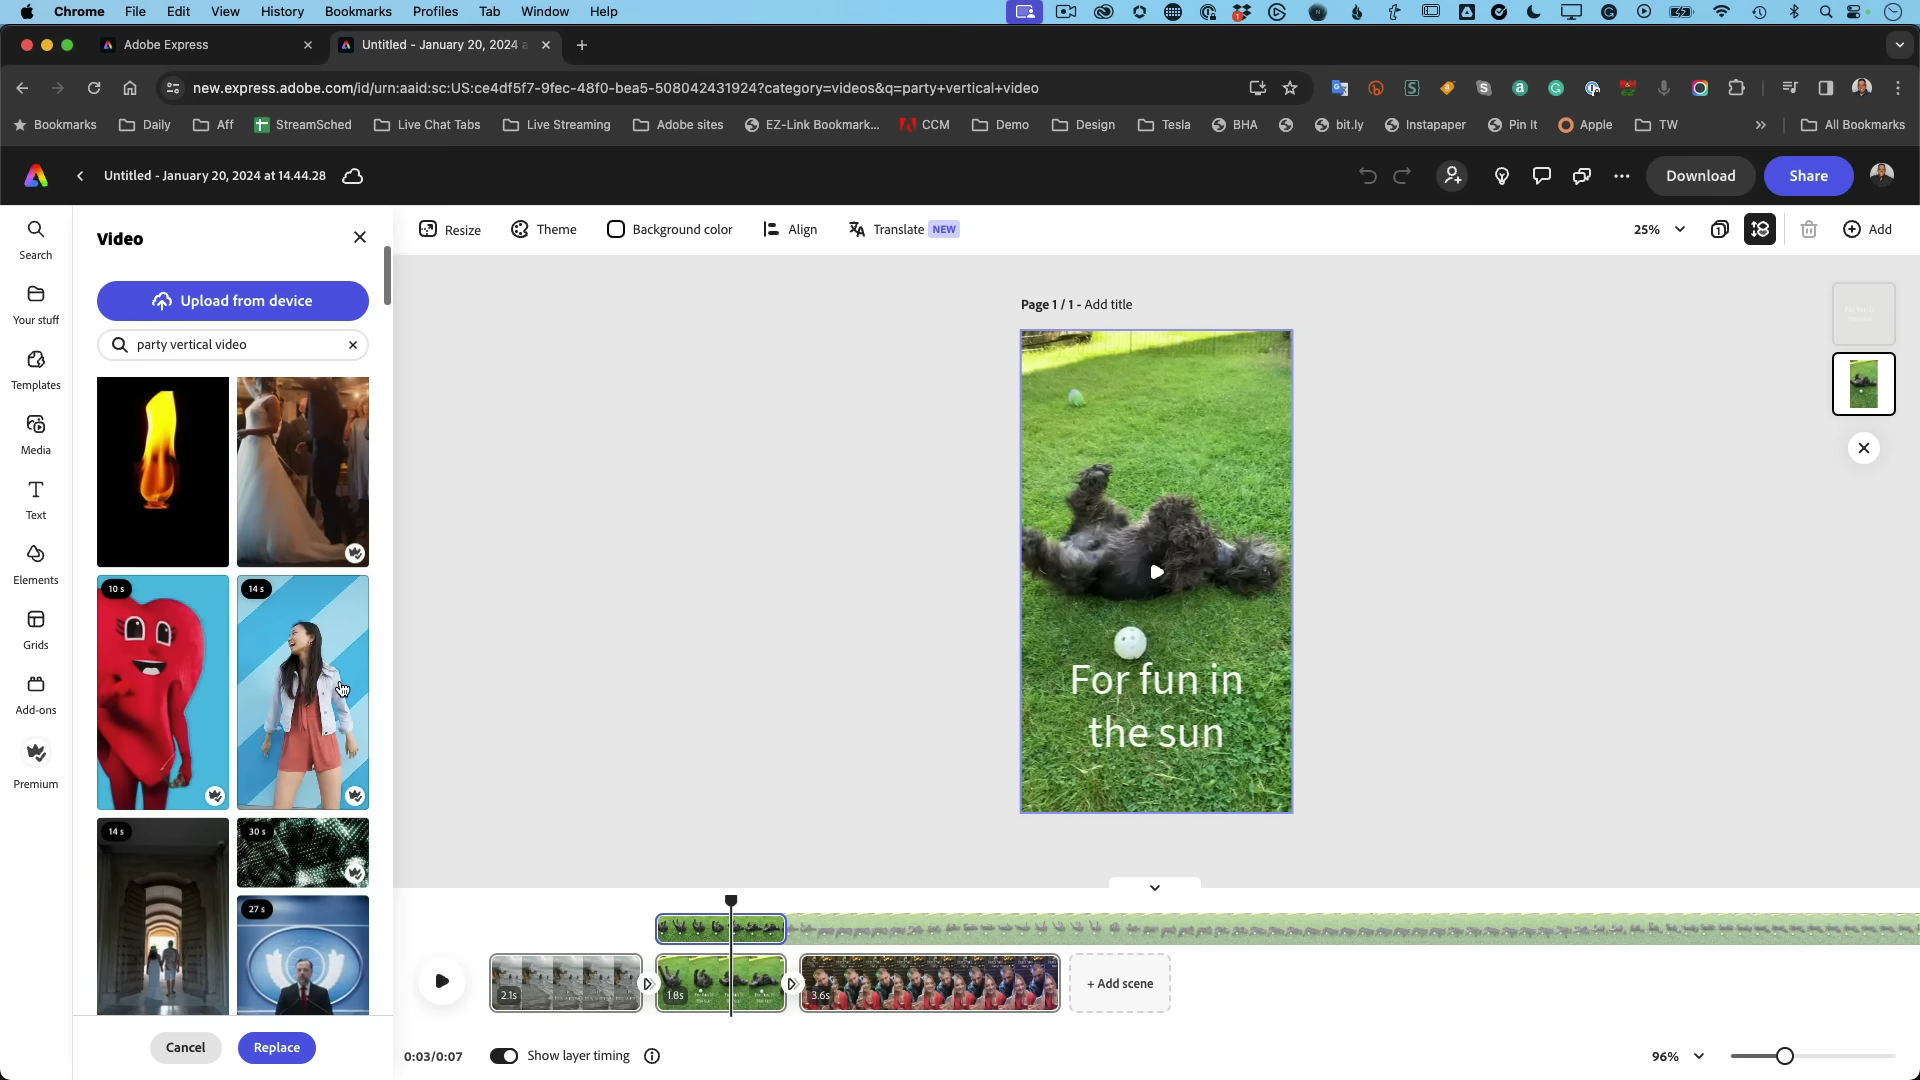 Chrome File Edit View History Bookmarks Profiles Tab Window Help
Adobe Express
Untitled - January 20, 2024 a
new.express.adobe.com/id/urn:aaid:sc:US:ce4df5f7-9fec-48f0-bea5-508042431924?category=videos&q=party+vertical+video
Bookmarks Daily Aff StreamSched Live Chat Tabs Live Streaming Adobe sites EZ-Link Bookmark... CCM Demo Design Tesla BHA bit.ly Instapaper Pin It Apple TW » All Bookmarks
Untitled - January 20, 2024 at 14.44.28
Download
Share
Search
Your stuff
Templates
Media
Text
Elements
Grids
Add-ons
Premium
Video
Upload from device
party vertical video
10 s
14 s
14 s
30 s
27 s
Cancel
Replace
Resize Theme Background color Align Translate NEW
25%
Add
Page 1 / 1 - Add title
For fun in
the sun
2.1s
1.8s
3.6s
+ Add scene
0:03/0:07
Show layer timing
96%